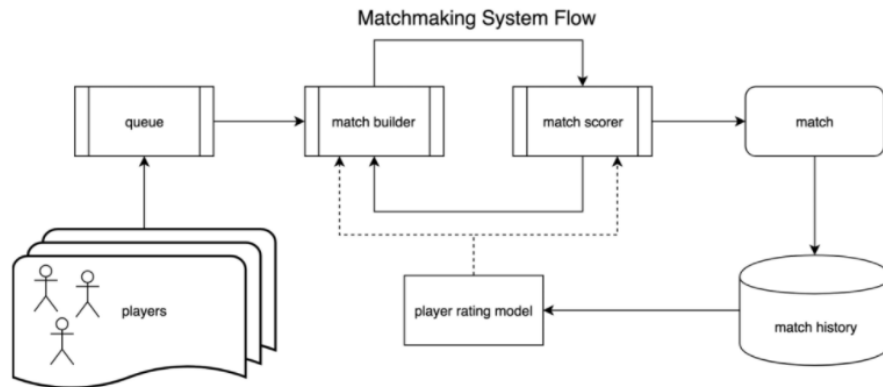 Matchmaking System Flow
queue
match builder
match scorer
match
players
player rating model
match history